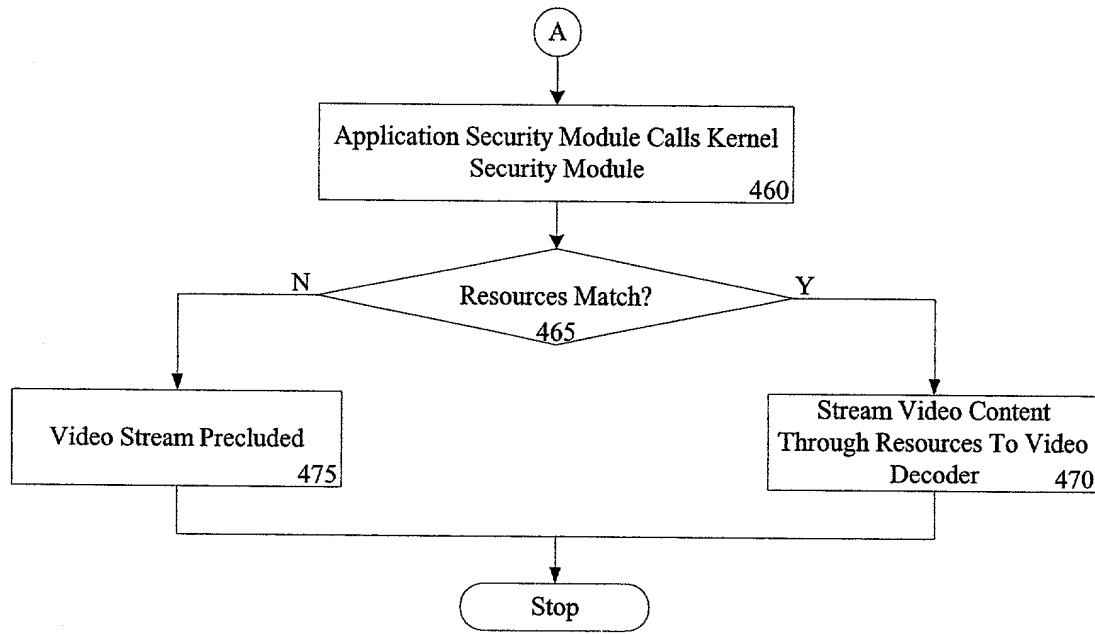 A
Application Security Module Calls Kernel
Security Module
460
N
Resources Match?
Y
465
Video Stream Precluded
475
Stream Video Content
Through Resources To Video
Decoder
470
Stop